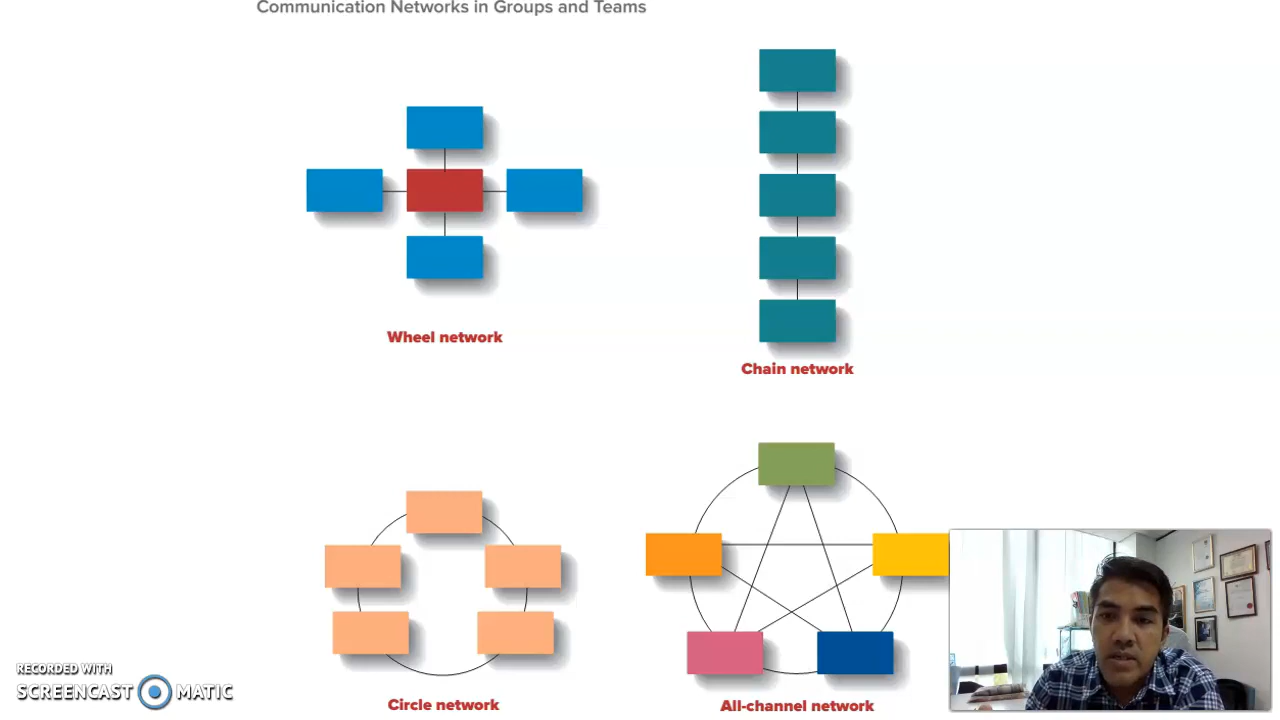 Communication Networks in Groups and Teams
Wheel network
Chain network
Circle network
All-channel network
RECORDED WITH
SCREENCAST MATIC